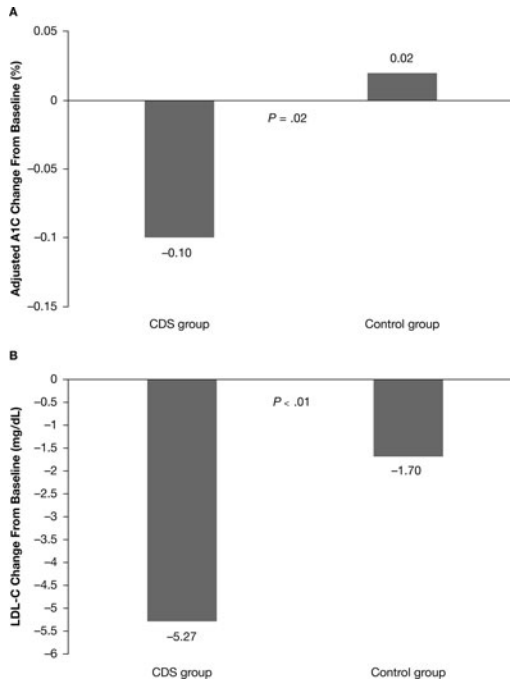 A
Adjusted A1C Change From Baseline (%)
0.05
0
−0.05
−0.1
−0.15
0.02
P = .02
−0.10
CDS group
Control group
B
LDL-C Change From Baseline (mg/dL)
0
−0.5
−1
−1.5
−2
−2.5
−3
−3.5
−4
−4.5
−5
−5.5
−6
P < .01
−1.70
−5.27
CDS group
Control group